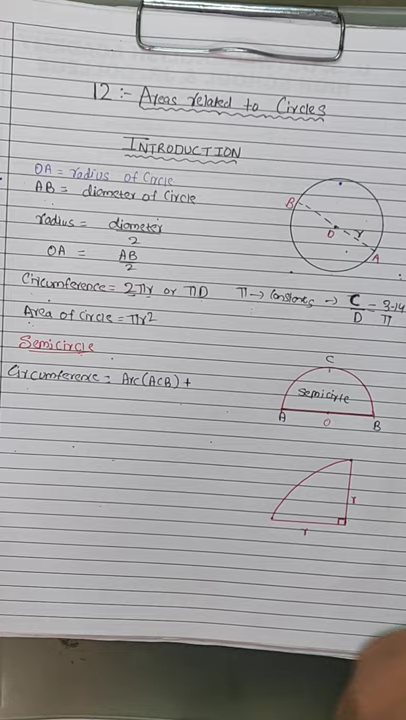 12:- Areas related to Circles
INTRODUCTION
OA = radius of Circle
AB = diameter of Circle
radius = diameter
2
OA = AB
2
B
O
r
A
Circumference = 2πr or πD π → Constant → C = 3.14
D π
Area of circle = πr²
Semicircle
Circumference = Arc(ACB) +
C
A
O
B
r
r